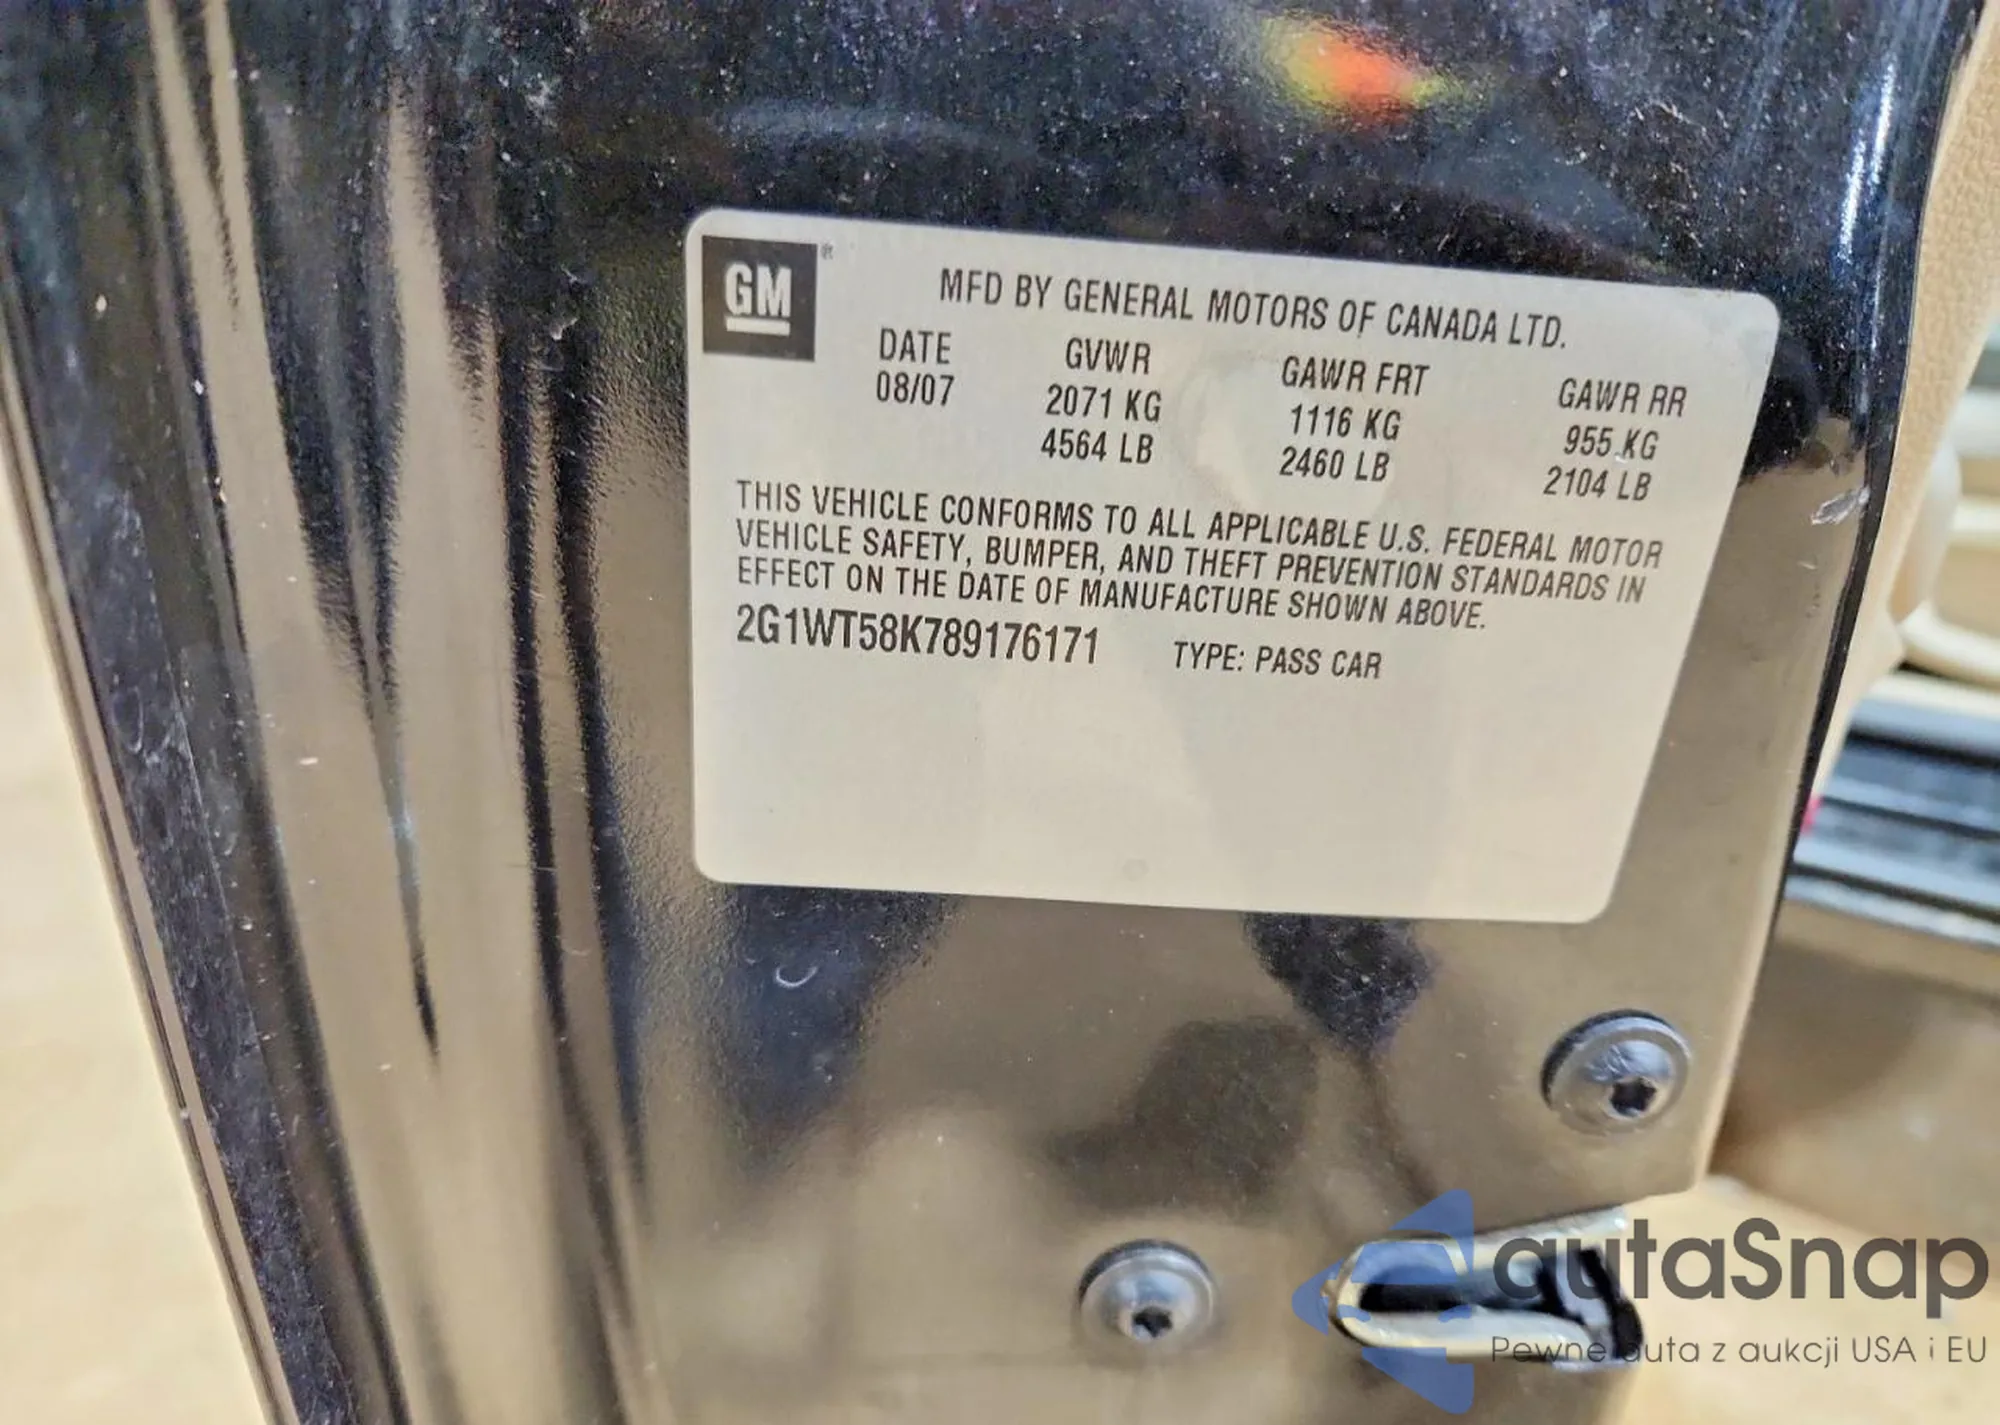 GM ®
MFD BY GENERAL MOTORS OF CANADA LTD.
DATE GVWR GAWR FRT GAWR RR
08/07 2071 KG 1116 KG 955 KG
4564 LB 2460 LB 2104 LB
THIS VEHICLE CONFORMS TO ALL APPLICABLE U.S. FEDERAL MOTOR
VEHICLE SAFETY, BUMPER, AND THEFT PREVENTION STANDARDS IN
EFFECT ON THE DATE OF MANUFACTURE SHOWN ABOVE.
2G1WT58K789176171 TYPE: PASS CAR
autaSnap
Pewne auta z aukcji USA i EU